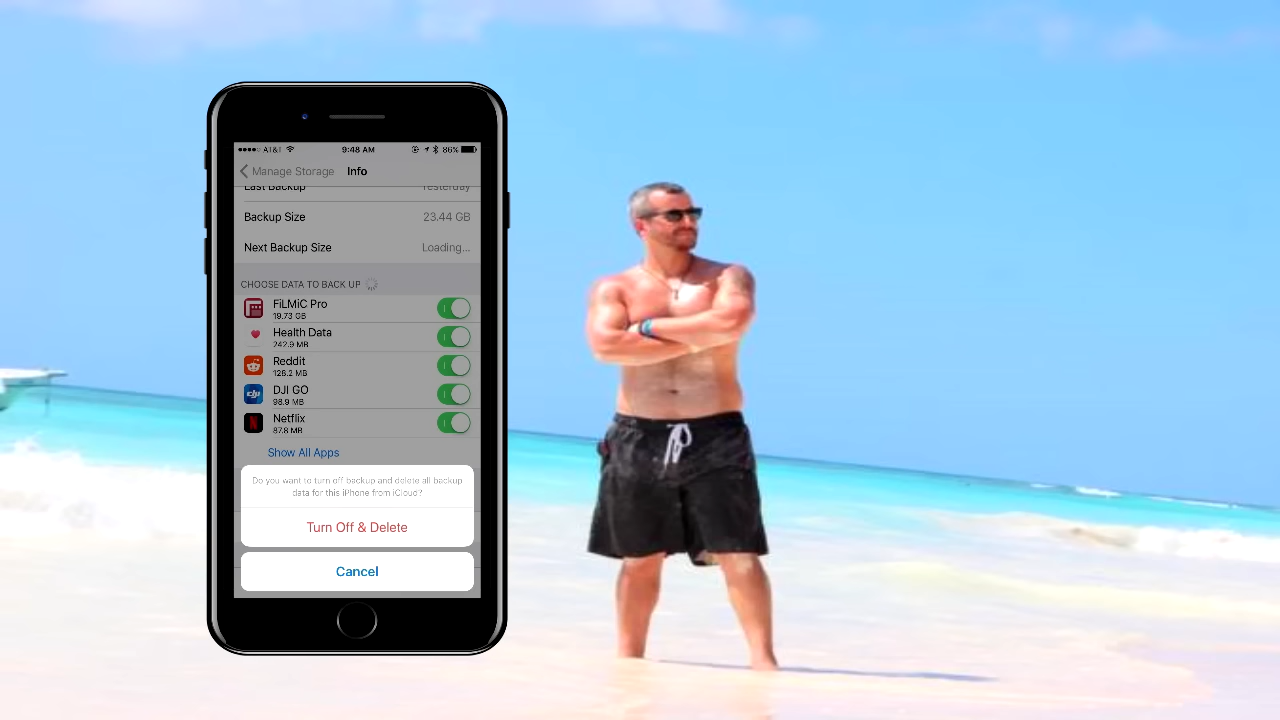 ●●●●○ AT&T 9:48 AM 86%
Manage Storage Info
Last Backup Yesterday
Backup Size 23.44 GB
Next Backup Size Loading...
CHOOSE DATA TO BACK UP
FiLMiC Pro
19.73 GB
Health Data
242.9 MB
Reddit
128.2 MB
dji DJI GO
98.9 MB
N Netflix
87.8 MB
Show All Apps
Do you want to turn off backup and delete all backup
data for this iPhone from iCloud?
Turn Off & Delete
Cancel